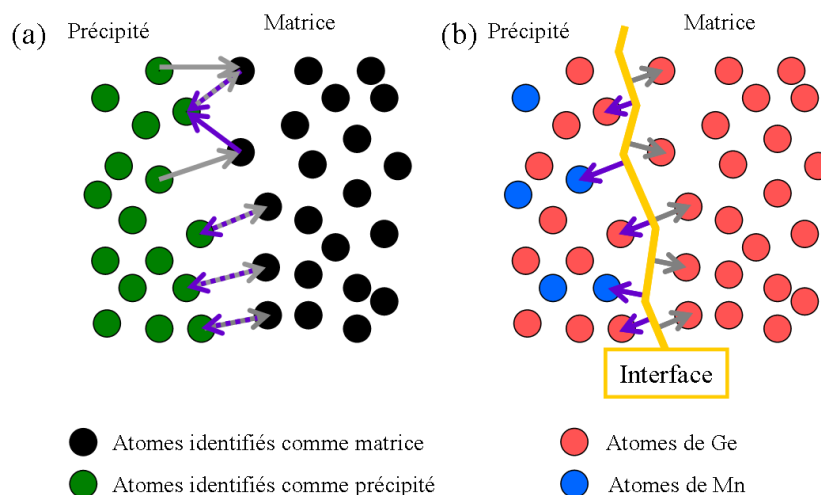 (a)
Précipité
Matrice
(b)
Précipité
Matrice
Interface
Atomes identifiés comme matrice
Atomes identifiés comme précipité
Atomes de Ge
Atomes de Mn